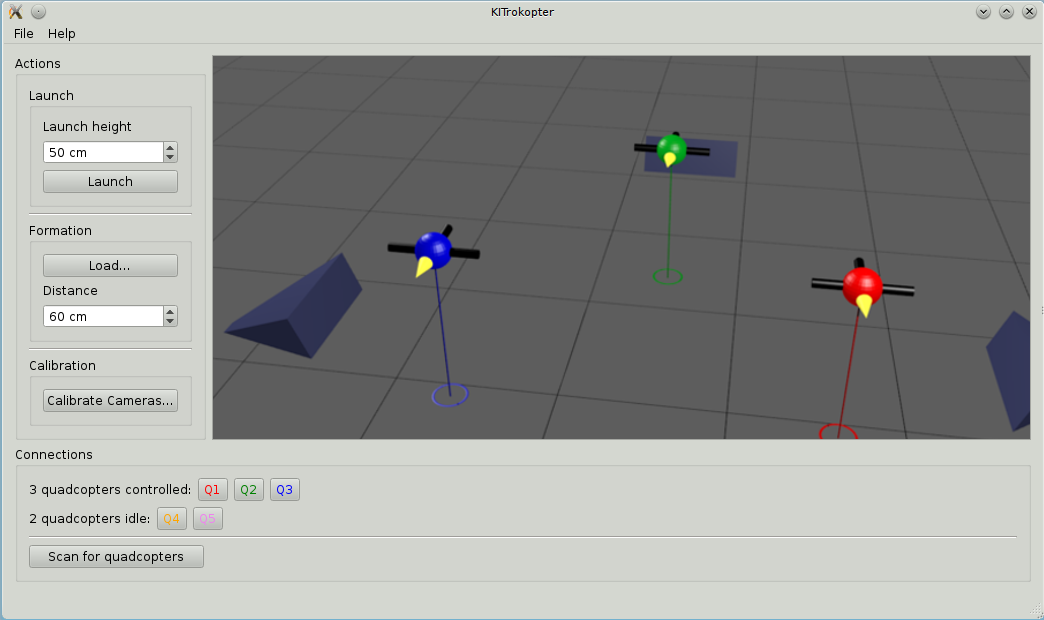 KITrokopter
File Help
Actions
Launch
Launch height
50 cm
Launch
Formation
Load...
Distance
60 cm
Calibration
Calibrate Cameras...
Connections
3 quadcopters controlled: Q1 Q2 Q3
2 quadcopters idle: Q4 Q5
Scan for quadcopters